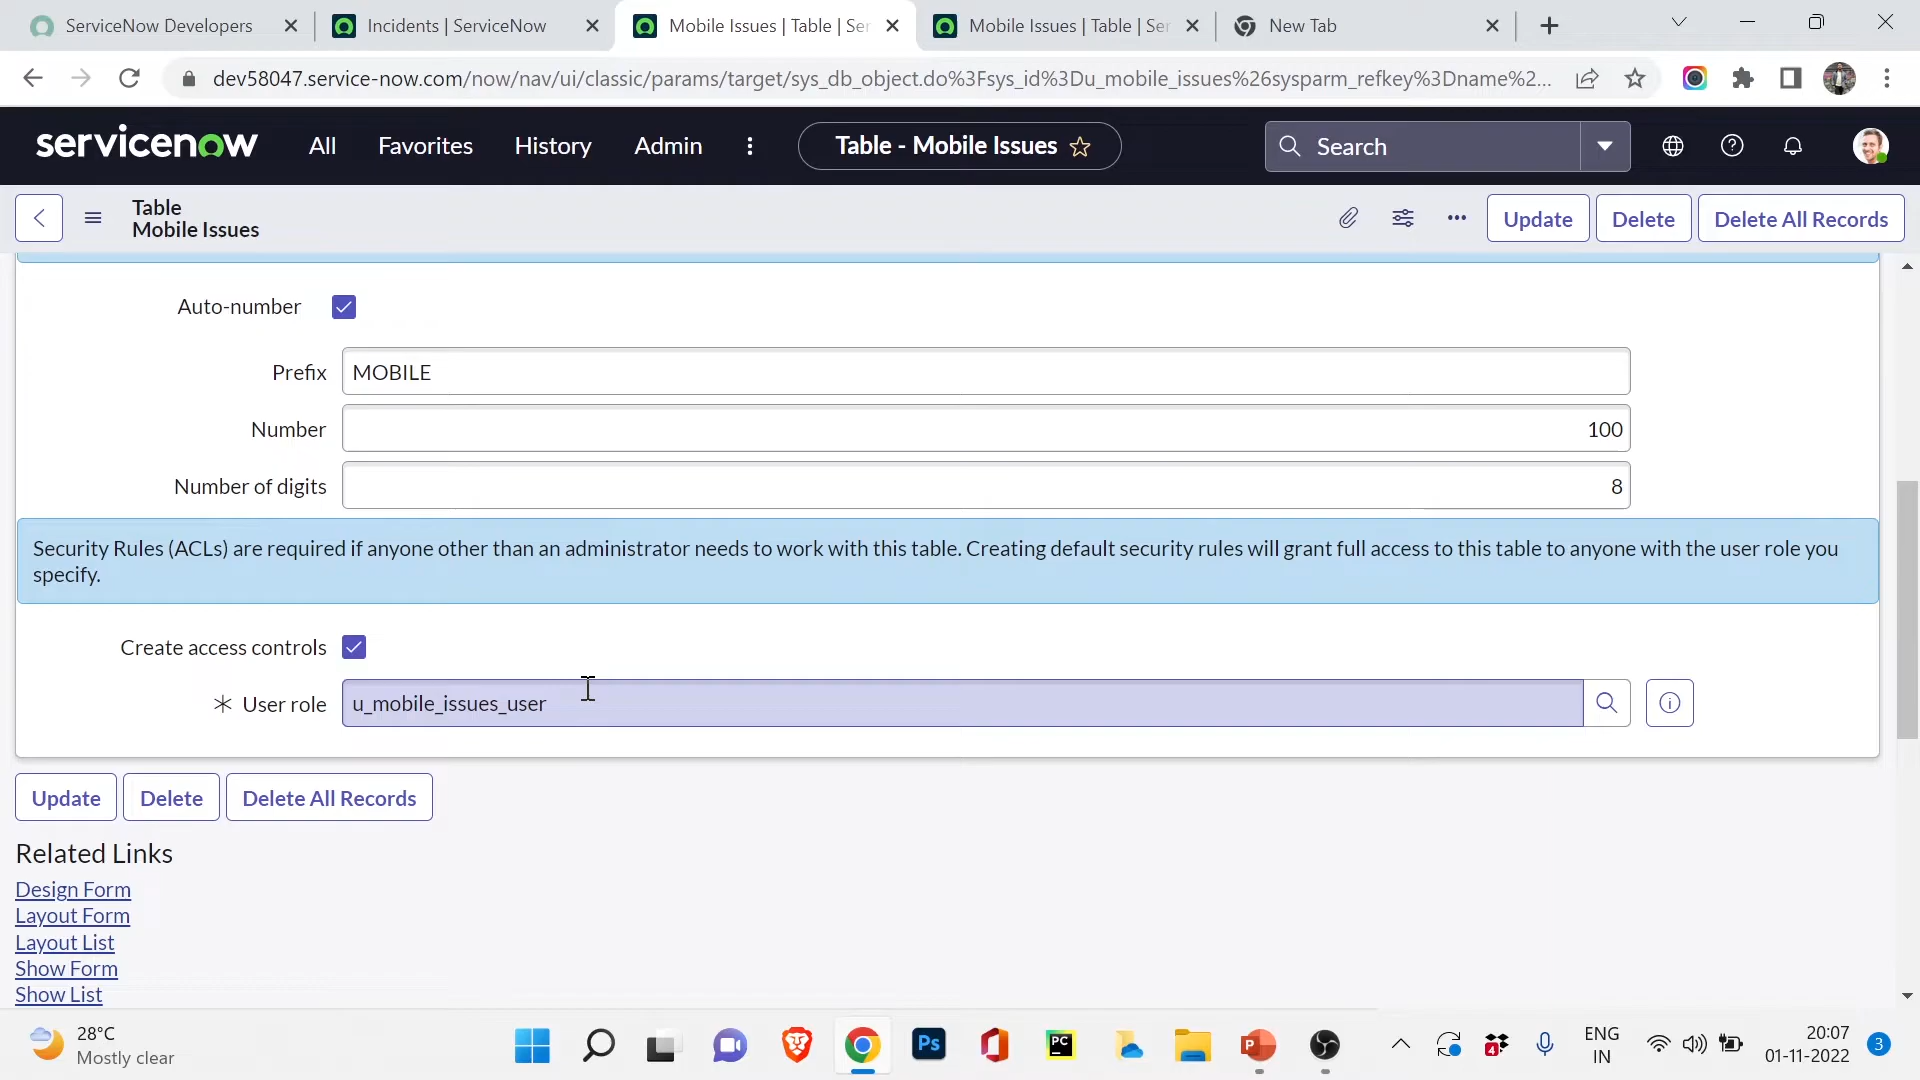 ServiceNow Developers
Incidents | ServiceNow
Mobile Issues | Table | Ser
Mobile Issues | Table | Ser
New Tab
dev58047.service-now.com/now/nav/ui/classic/params/target/sys_db_object.do%3Fsys_id%3Du_mobile_issues%26sysparm_refkey%3Dname%2...
servicenow
All
Favorites
History
Admin
Table - Mobile Issues
Search
Table
Mobile Issues
Update
Delete
Delete All Records
Auto-number
Prefix
MOBILE
Number
100
Number of digits
8
Security Rules (ACLs) are required if anyone other than an administrator needs to work with this table. Creating default security rules will grant full access to this table to anyone with the user role you
specify.
Create access controls
User role
u_mobile_issues_user
Update
Delete
Delete All Records
Related Links
Design Form
Layout Form
Layout List
Show Form
Show List
28°C
Mostly clear
Ps
PC
P
4
ENG
IN
20:07
01-11-2022
3